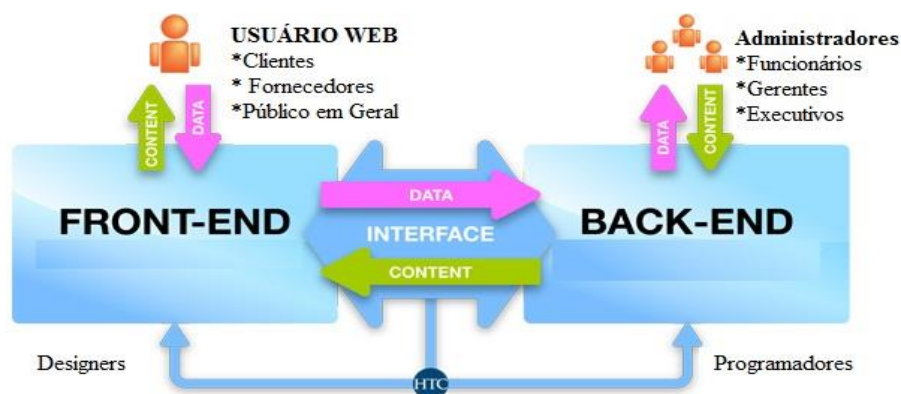 USUÁRIO WEB
*Clientes
* Fornecedores
*Público em Geral
Administradores
*Funcionários
*Gerentes
*Executivos
CONTENT
DATA
DATA
CONTENT
FRONT-END
DATA
INTERFACE
CONTENT
BACK-END
Designers
Programadores
HTC